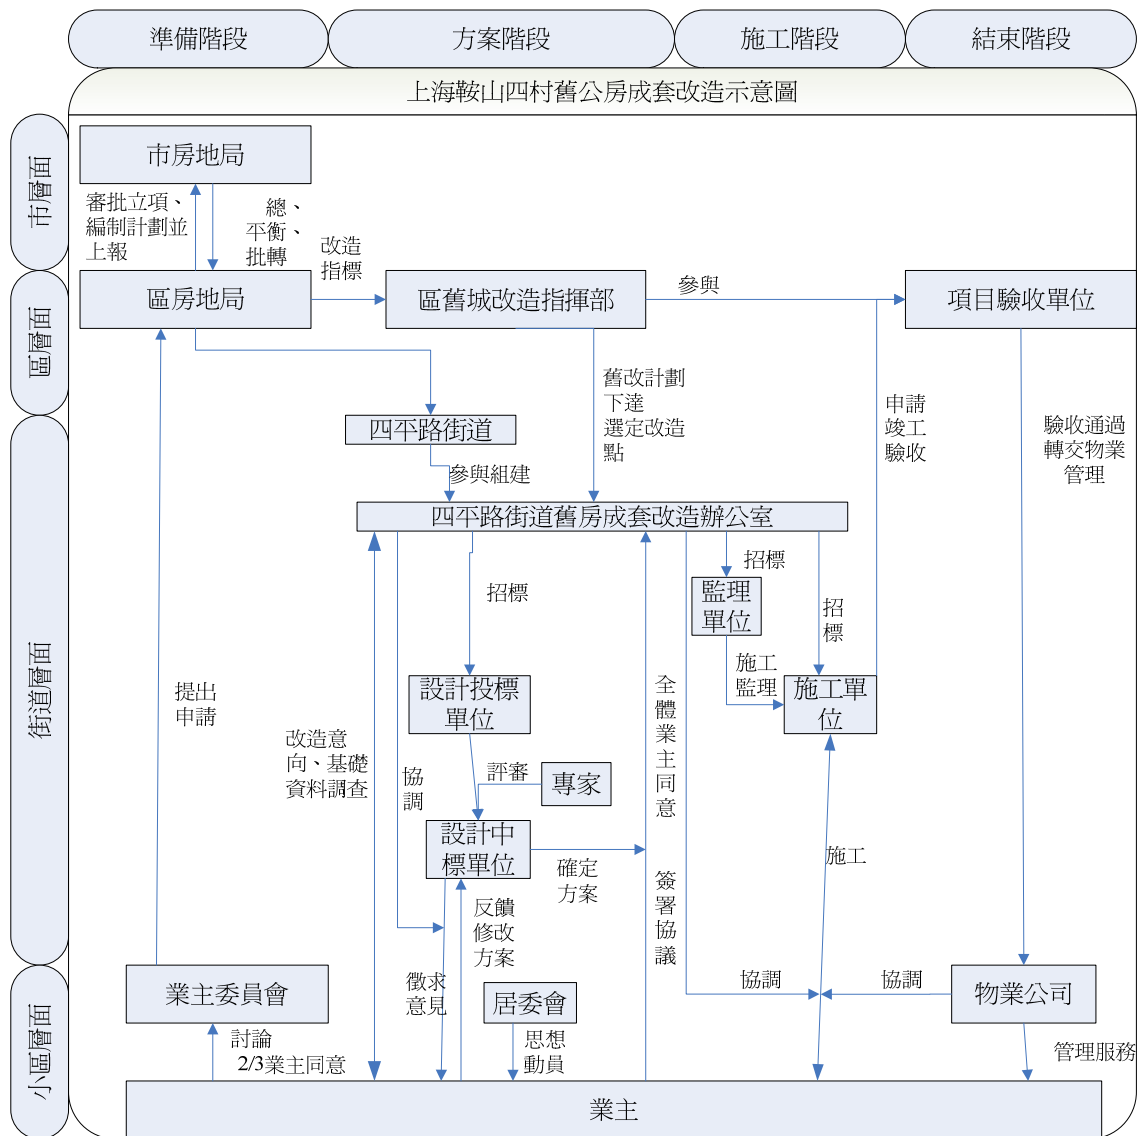 準備階段
方案階段
施工階段
結束階段
上海鞍山四村舊公房成套改造示意圖
市層面
市房地局
審批立項、
編制計劃並
上報
總、
平衡、
批轉
改造
指標
區層面
區房地局
區舊城改造指揮部
參與
項目驗收單位
舊改計劃
下達
選定改造
點
申請
竣工
驗收
驗收通過
轉交物業
管理
街道層面
四平路街道
參與組建
四平路街道舊房成套改造辦公室
招標
招標
監理
單位
招
標
施工
監理
設計投標
單位
施工單
位
提出
申請
改造意
向、基礎
資料調查
協
調
評審
專家
全
體
業
主
同
意
設計中
標單位
確定
方案
施工
簽
署
協
議
反饋
修改
方案
徵求
意見
小區層面
業主委員會
居委會
協調
協調
物業公司
討論
2/3業主同意
思想
動員
管理服務
業主